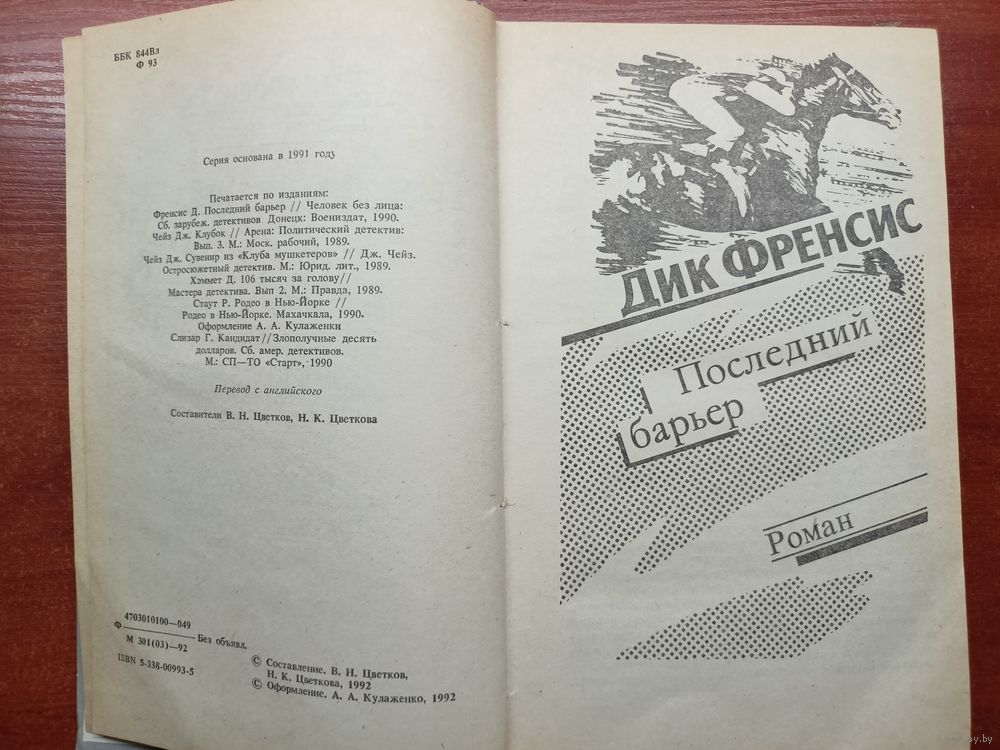 ББК 844Вл
Ф 93
Серия основана в 1991 году
Печатается по изданиям:
Френсис Д. Последний барьер // Человек без лица:
Сб. зарубеж. детективов Донецк: Воениздат, 1990.
Чейз Дж. Клубок // Арена: Политический детектив:
Вып. 3. М.: Моск. рабочий, 1989.
Чейз Дж. Сувенир из «Клуба мушкетеров» // Дж. Чейз.
Остросюжетный детектив. М.: Юрид. лит., 1989.
Хэммет Д. 106 тысяч за голову//
Мастера детектива. Вып 2. М.: Правда, 1989.
Стаут Р. Родео в Нью-Йорке //
Родео в Нью-Йорке. Махачкала, 1990.
Оформление А. А. Кулаженки
Слизар Г. Кандидат//Злополучные десять
долларов. Сб. амер. детективов.
М.: СП—ТО «Старт», 1990
Перевод с английского
Составители В. Н. Цветков, Н. К. Цветкова
4703010100—049
Ф
Без объявл.
М 301(03)—92
ISBN 5-338-00993-5
© Составление. В. Н. Цветков,
Н. К. Цветкова, 1992
© Оформление. А. А. Кулаженко, 1992
ДИК ФРЕНСИС
Последний
барьер
Роман